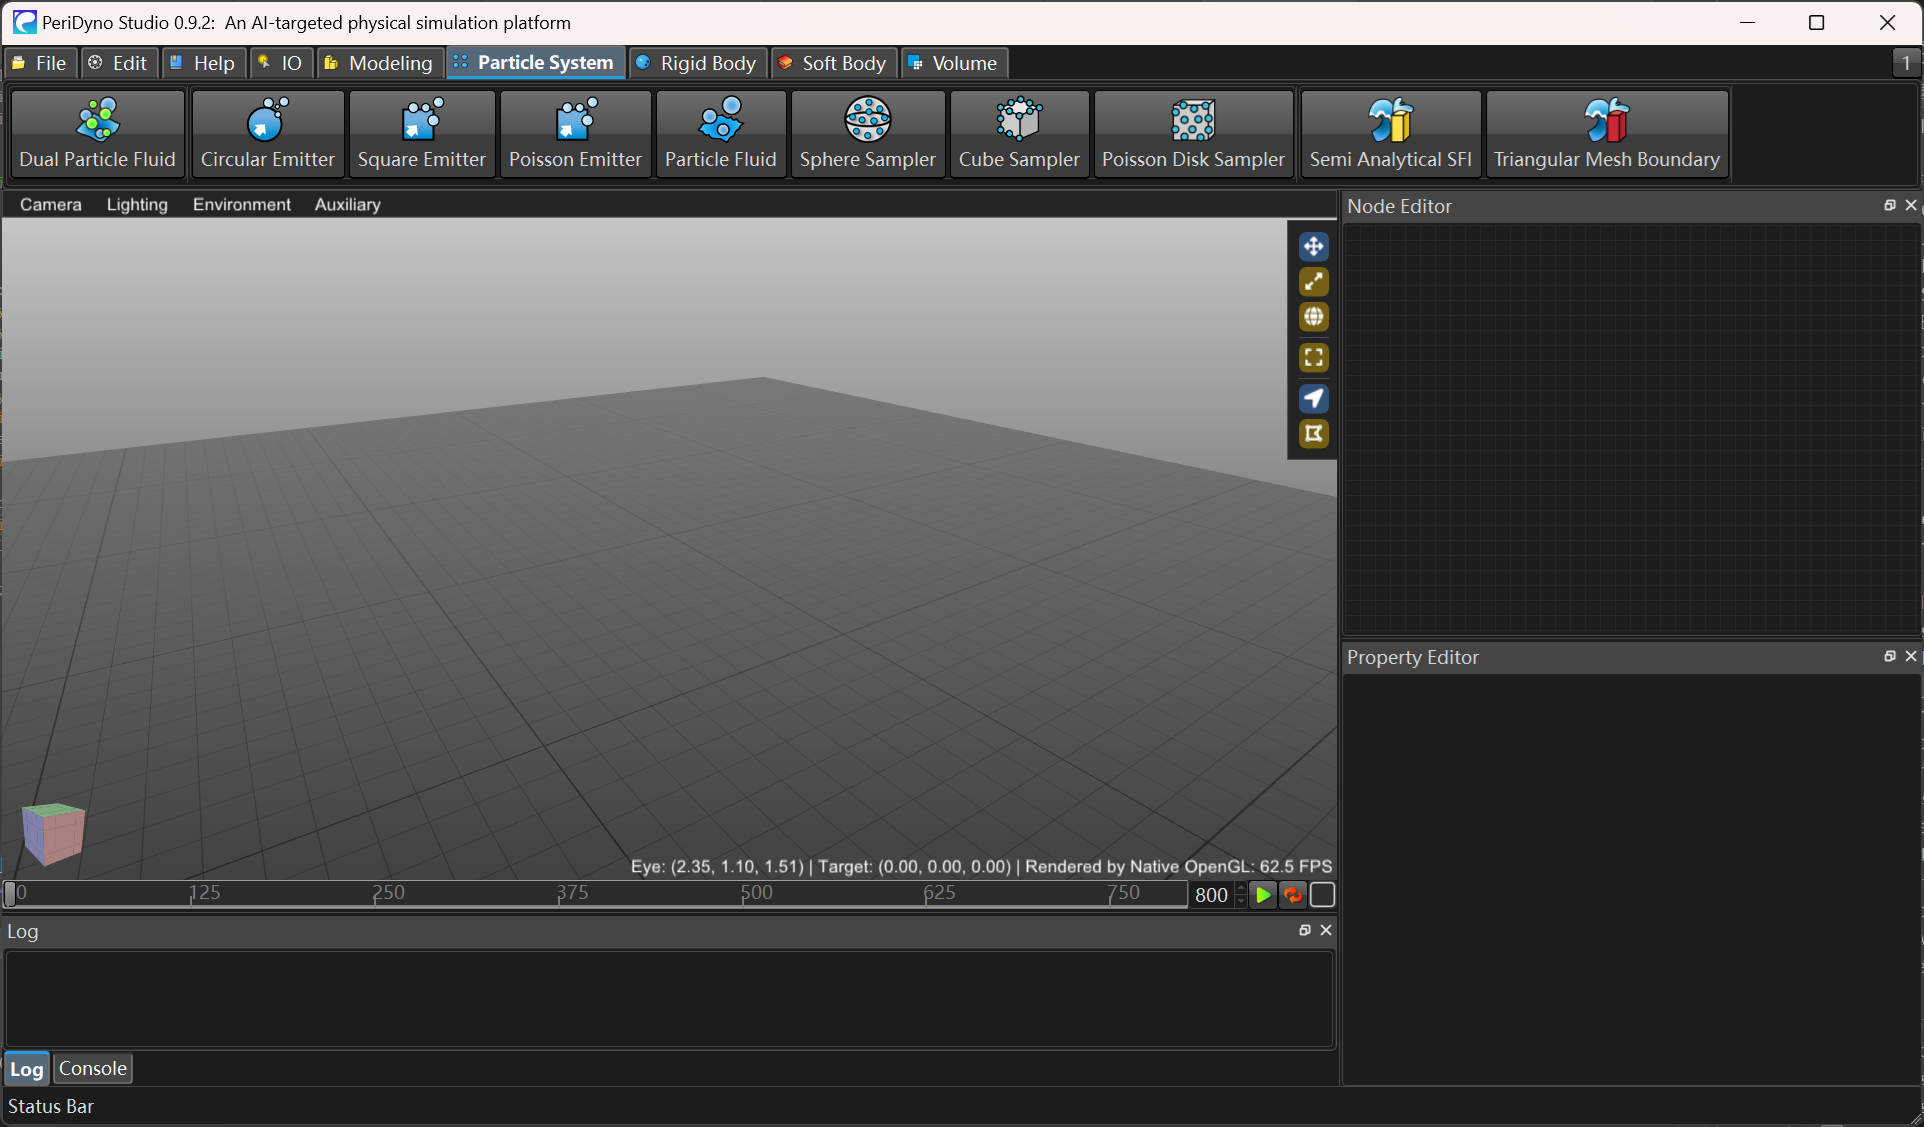 PeriDyno Studio 0.9.2:  An AI-targeted physical simulation platform
File Edit Help IO Modeling Particle System Rigid Body Soft Body Volume 1
Dual Particle Fluid Circular Emitter Square Emitter Poisson Emitter Particle Fluid Sphere Sampler Cube Sampler Poisson Disk Sampler Semi Analytical SFI Triangular Mesh Boundary
Camera Lighting Environment Auxiliary
Node Editor
Property Editor
Eye: (2.35, 1.10, 1.51) | Target: (0.00, 0.00, 0.00) | Rendered by Native OpenGL: 62.5 FPS
0 125 250 375 500 625 750 800
Log
Log Console
Status Bar